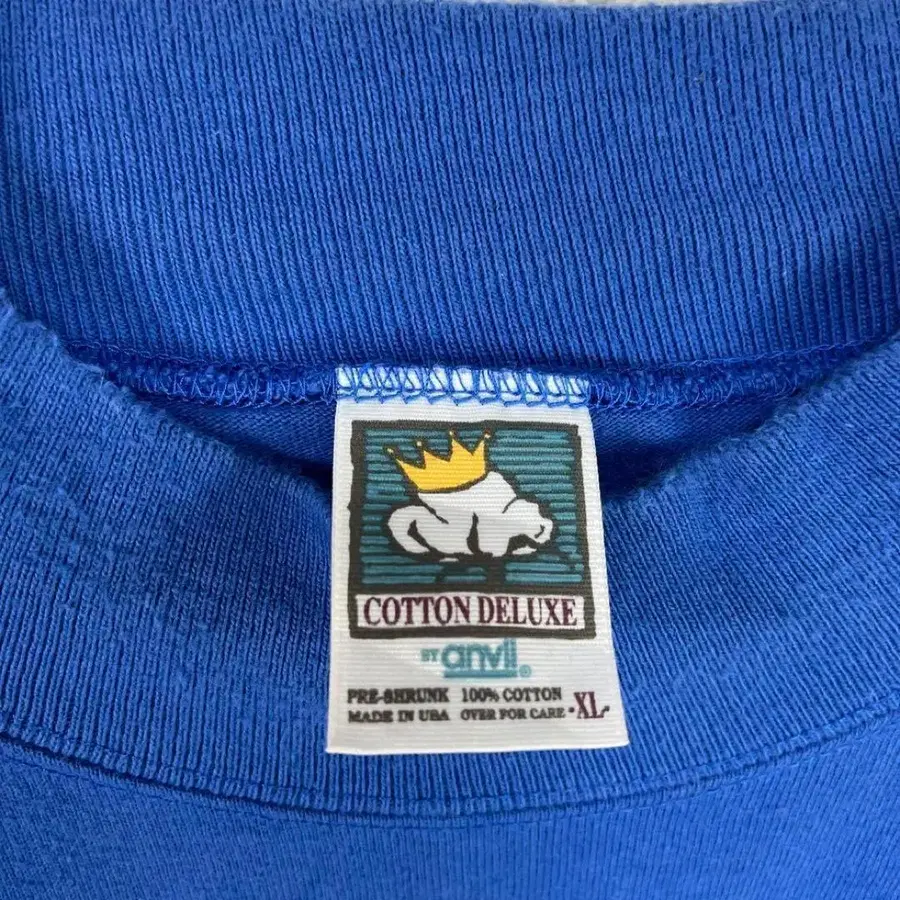 COTTON DELUXE
BY anvil®
PRE-SHRUNK 100% COTTON
MADE IN USA OVER FOR CARE ·XL·